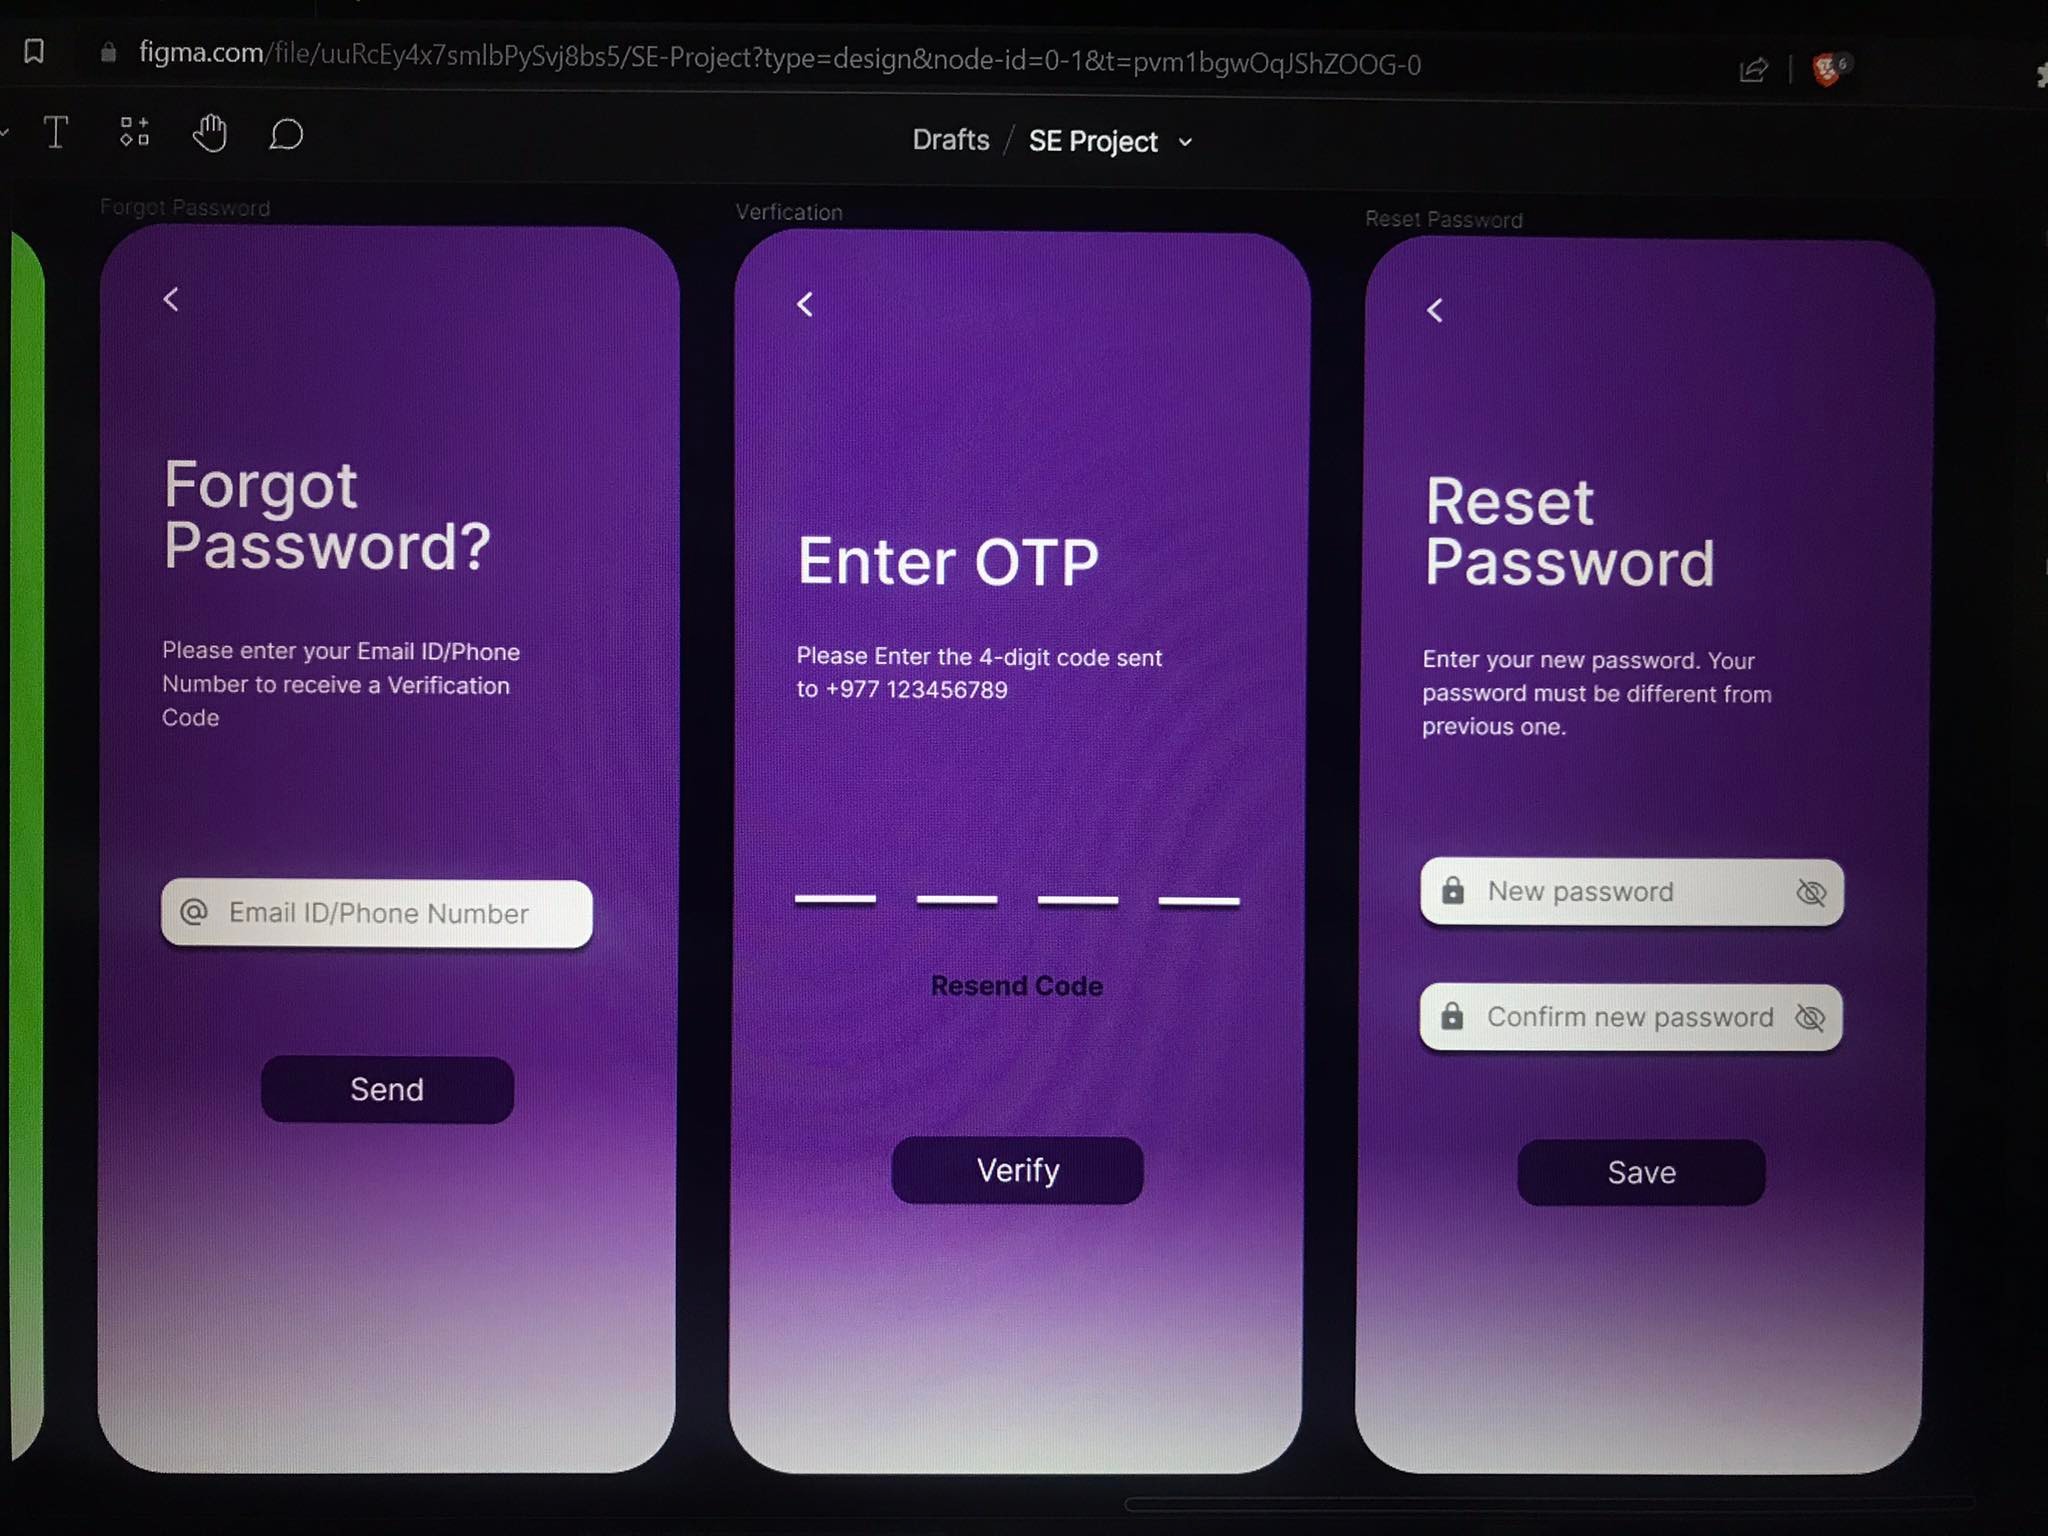 figma.com/file/uuRcEy4x7smlbPySvj8bs5/SE-Project?type=design&node-id=0-1&t=pvm1bgwOqJShZOOG-0
6
T
Drafts / SE Project
Forgot Password
Forgot
Password?
Please enter your Email ID/Phone
Number to receive a Verification
Code
@ Email ID/Phone Number
Send
Verfication
Enter OTP
Please Enter the 4-digit code sent
to +977 123456789
Resend Code
Verify
Reset Password
Reset
Password
Enter your new password. Your
password must be different from
previous one.
New password
Confirm new password
Save